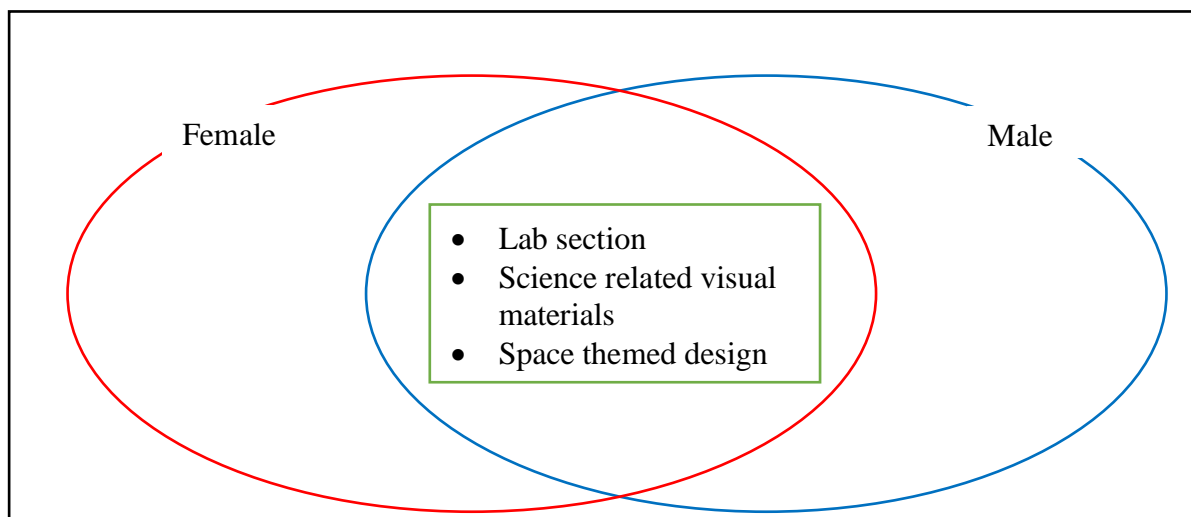 Female
Male
• Lab section
• Science related visual
materials
• Space themed design